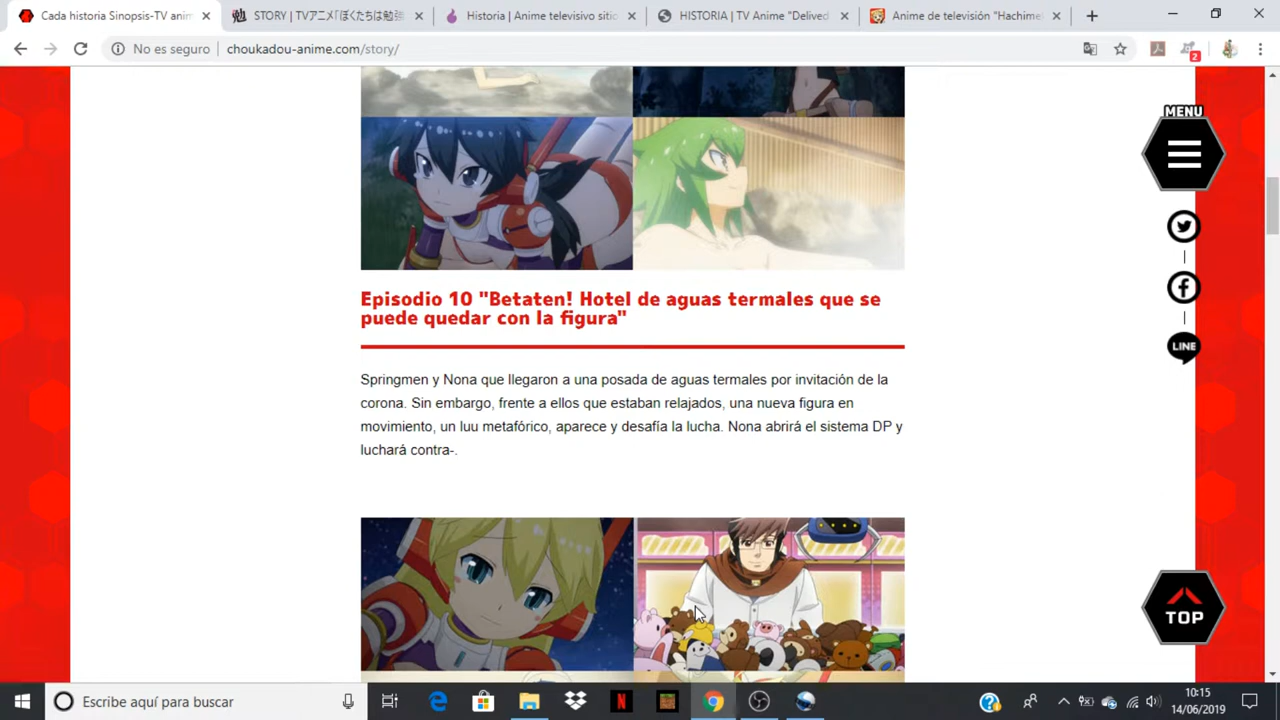 Cada historia Sinopsis-TV anim
STORY | TVアニメ「ぼくたちは勉強
Historia | Anime televisivo sitio
HISTORIA | TV Anime "Delived
Anime de televisión "Hachime
No es seguro
choukadou-anime.com/story/
2
MENU
Episodio 10 "Betaten! Hotel de aguas termales que se
puede quedar con la figura"
Springmen y Nona que llegaron a una posada de aguas termales por invitación de la
corona. Sin embargo, frente a ellos que estaban relajados, una nueva figura en
movimiento, un luu metafórico, aparece y desafía la lucha. Nona abrirá el sistema DP y
luchará contra-.
LINE
TOP
Escribe aquí para buscar
10:15
14/06/2019